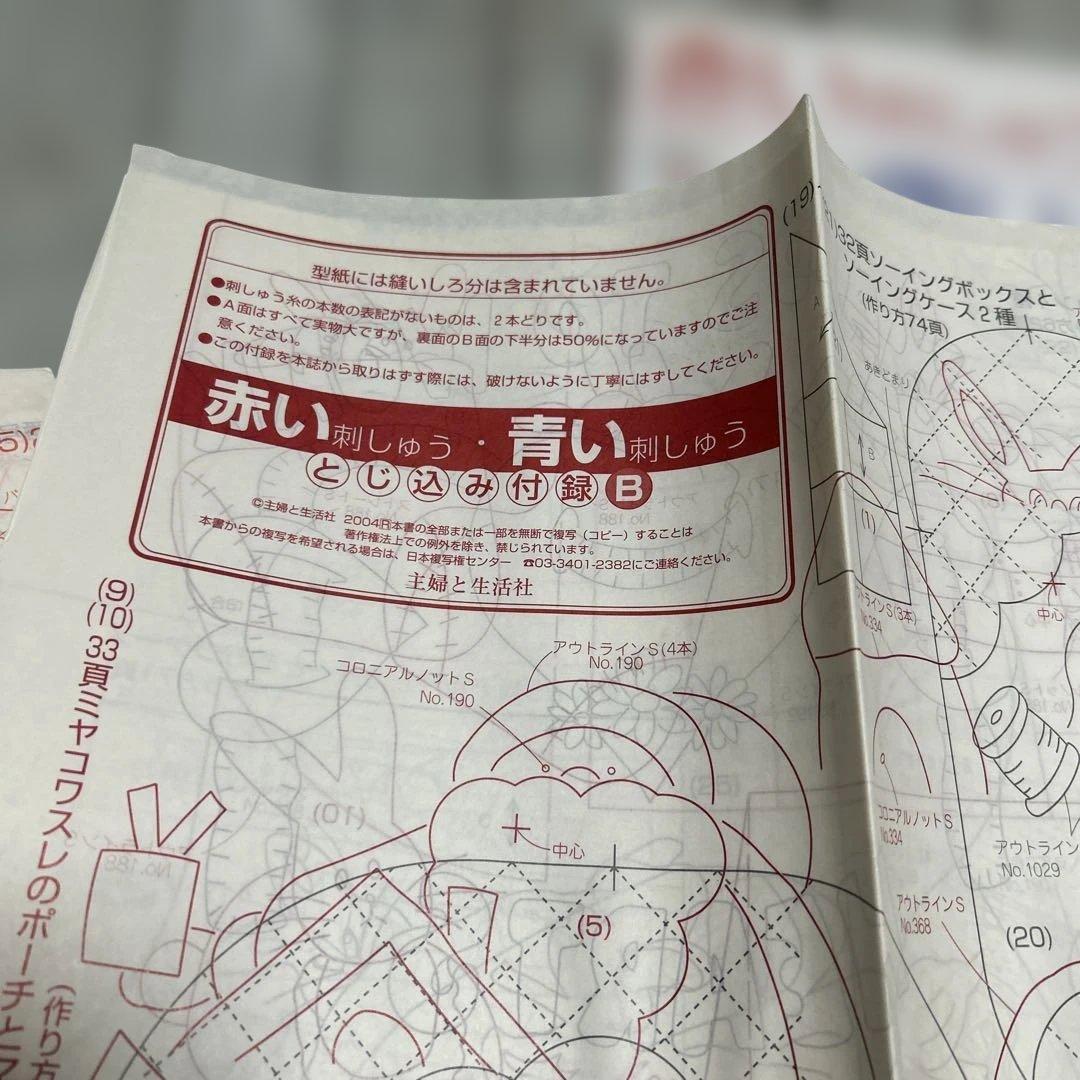 型紙には縫いしろ分は含まれていません。
●刺しゅう糸の本数の表記がないものは、2本どりです。
●A面はすべて実物大ですが、裏面のB面の下半分は50%になっていますのでご注
意ください。
●この付録を本誌から取りはずす際には、破けないように丁寧にはずしてください。
赤い刺しゅう・青い刺しゅう
とじ込み付録B
©主婦と生活社 2004 Ⓡ本書の全部または一部を無断で複写(コピー)することは
著作権法上での例外を除き、禁じられています。
本書からの複写を希望される場合は、日本複写権センター ☎03-3401-2382にご連絡ください。
主婦と生活社
(9)
(10)
33頁ミヤコワスレのポーチと
(作り方
コロニアルノットS
No.190
アウトラインS(4本)
No.190
中心
(5)
(10)
No.188
(19)
32頁ソーイングボックスと
ソーイングケース2種
(作り方74頁)
あきどまり
A
B
(1)
アウトラインS(3本)
No.334
中心
コロニアルノットS
No.334
アウトライン
No.1029
アウトラインS
No.368
(20)